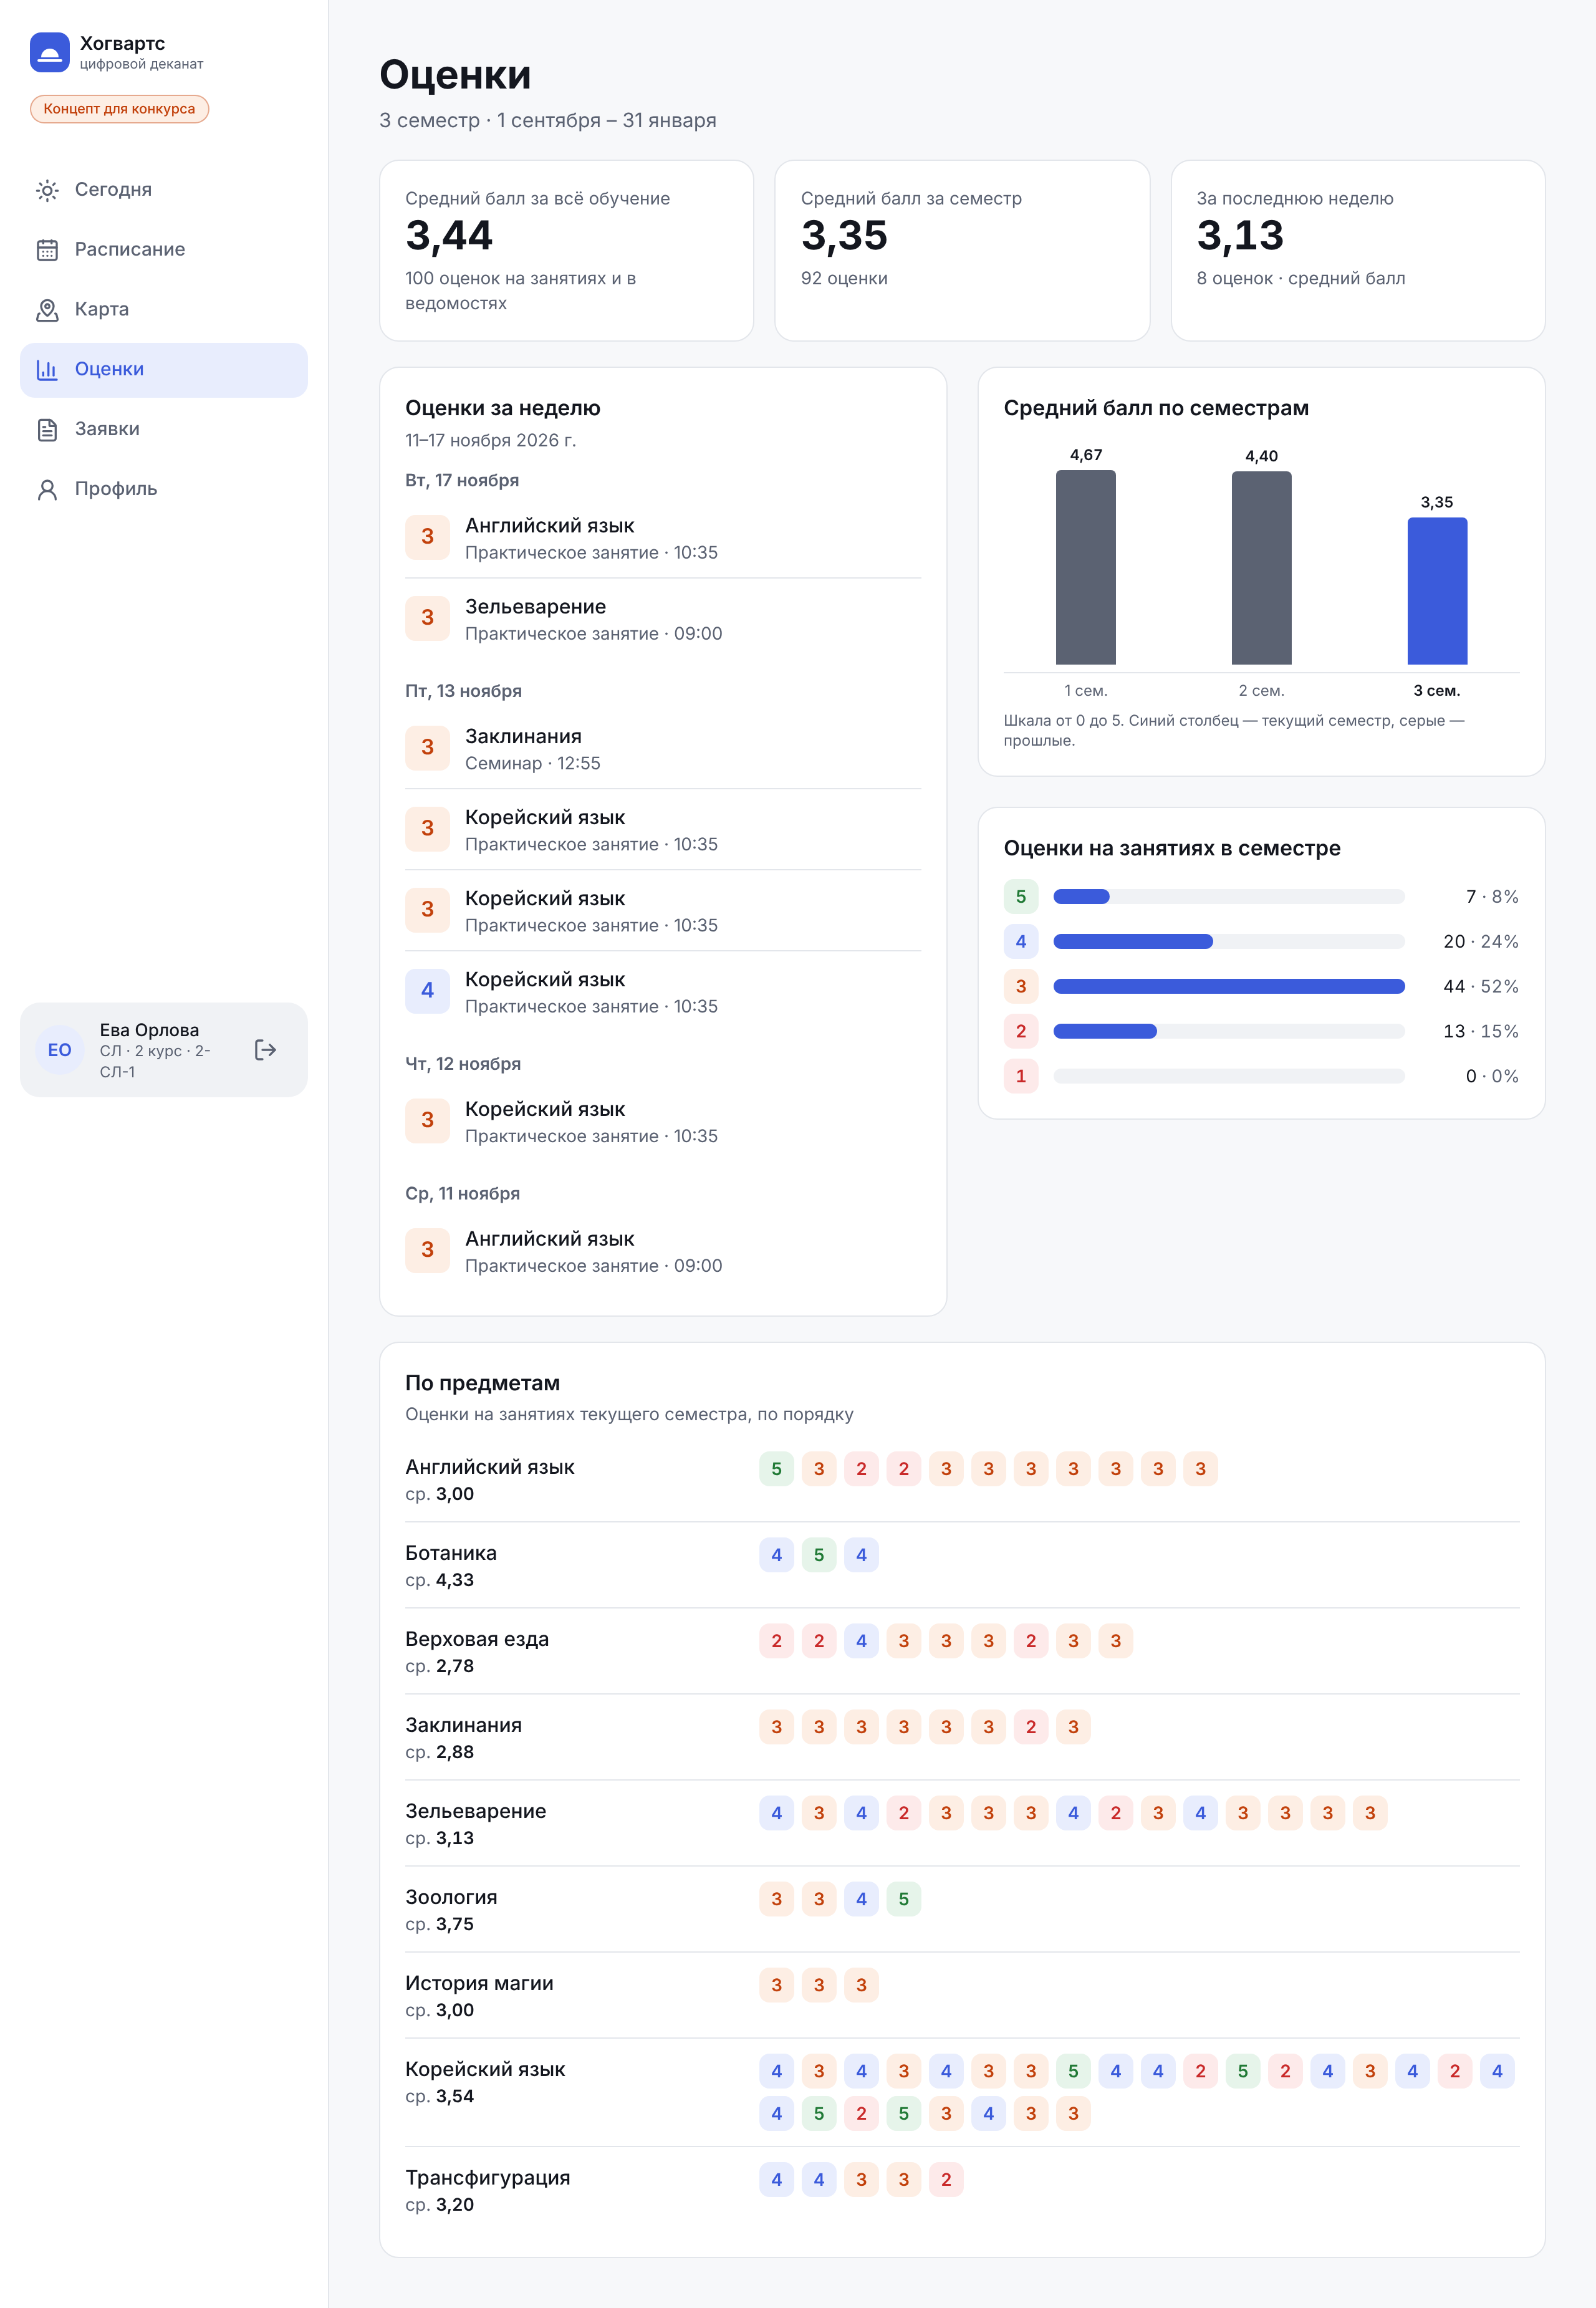 Хогвартс
цифровой деканат
Концепт для конкурса
Сегодня
Расписание
Карта
Оценки
Заявки
Профиль
ЕО
Ева Орлова
СЛ · 2 курс · 2-
СЛ-1
Оценки
3 семестр · 1 сентября – 31 января
Средний балл за всё обучение
3,44
100 оценок на занятиях и в
ведомостях
Средний балл за семестр
3,35
92 оценки
За последнюю неделю
3,13
8 оценок · средний балл
Оценки за неделю
11–17 ноября 2026 г.
Вт, 17 ноября
3
Английский язык
Практическое занятие · 10:35
3
Зельеварение
Практическое занятие · 09:00
Пт, 13 ноября
3
Заклинания
Семинар · 12:55
3
Корейский язык
Практическое занятие · 10:35
3
Корейский язык
Практическое занятие · 10:35
4
Корейский язык
Практическое занятие · 10:35
Чт, 12 ноября
3
Корейский язык
Практическое занятие · 10:35
Ср, 11 ноября
3
Английский язык
Практическое занятие · 09:00
Средний балл по семестрам
4,67 4,40 3,35
1 сем. 2 сем. 3 сем.
Шкала от 0 до 5. Синий столбец — текущий семестр, серые —
прошлые.
Оценки на занятиях в семестре
5 7 · 8%
4 20 · 24%
3 44 · 52%
2 13 · 15%
1 0 · 0%
По предметам
Оценки на занятиях текущего семестра, по порядку
Английский язык
ср. 3,00
5 3 2 2 3 3 3 3 3 3 3
Ботаника
ср. 4,33
4 5 4
Верховая езда
ср. 2,78
2 2 4 3 3 3 2 3 3
Заклинания
ср. 2,88
3 3 3 3 3 3 2 3
Зельеварение
ср. 3,13
4 3 4 2 3 3 3 4 2 3 4 3 3 3 3
Зоология
ср. 3,75
3 3 4 5
История магии
ср. 3,00
3 3 3
Корейский язык
ср. 3,54
4 3 4 3 4 3 3 5 4 4 2 5 2 4 3 4 2 4
4 5 2 5 3 4 3 3
Трансфигурация
ср. 3,20
4 4 3 3 2